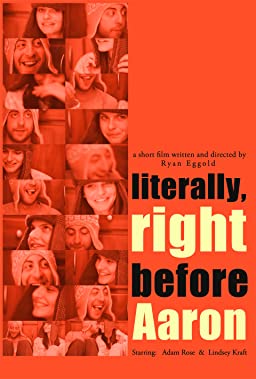 a short film written and directed by
Ryan Eggold
literally,
right
before
Aaron
Starring: Adam Rose & Lindsey Kraft